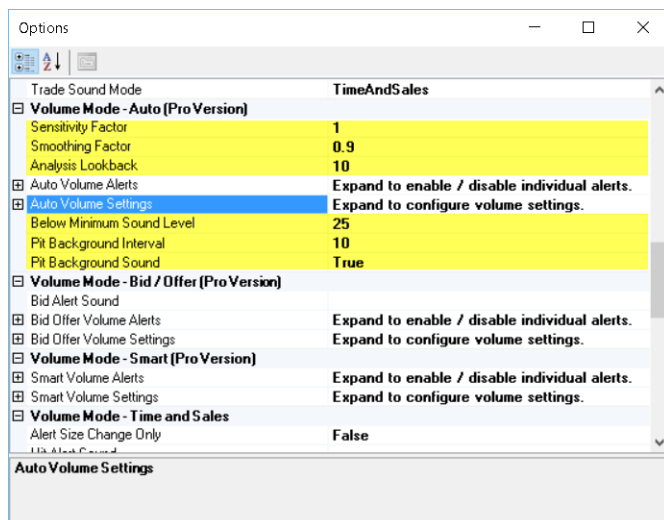 Options
Trade Sound Mode TimeAndSales
Volume Mode - Auto (Pro Version)
Sensitivity Factor 1
Smoothing Factor 0.9
Analysis Lookback 10
Auto Volume Alerts Expand to enable / disable individual alerts.
Auto Volume Settings Expand to configure volume settings.
Below Minimum Sound Level 25
Pit Background Interval 10
Pit Background Sound True
Volume Mode - Bid / Offer (Pro Version)
Bid Alert Sound
Bid Offer Volume Alerts Expand to enable / disable individual alerts.
Bid Offer Volume Settings Expand to configure volume settings.
Volume Mode - Smart (Pro Version)
Smart Volume Alerts Expand to enable / disable individual alerts.
Smart Volume Settings Expand to configure volume settings.
Volume Mode - Time and Sales
Alert Size Change Only False
Hit Alert Sound
Auto Volume Settings